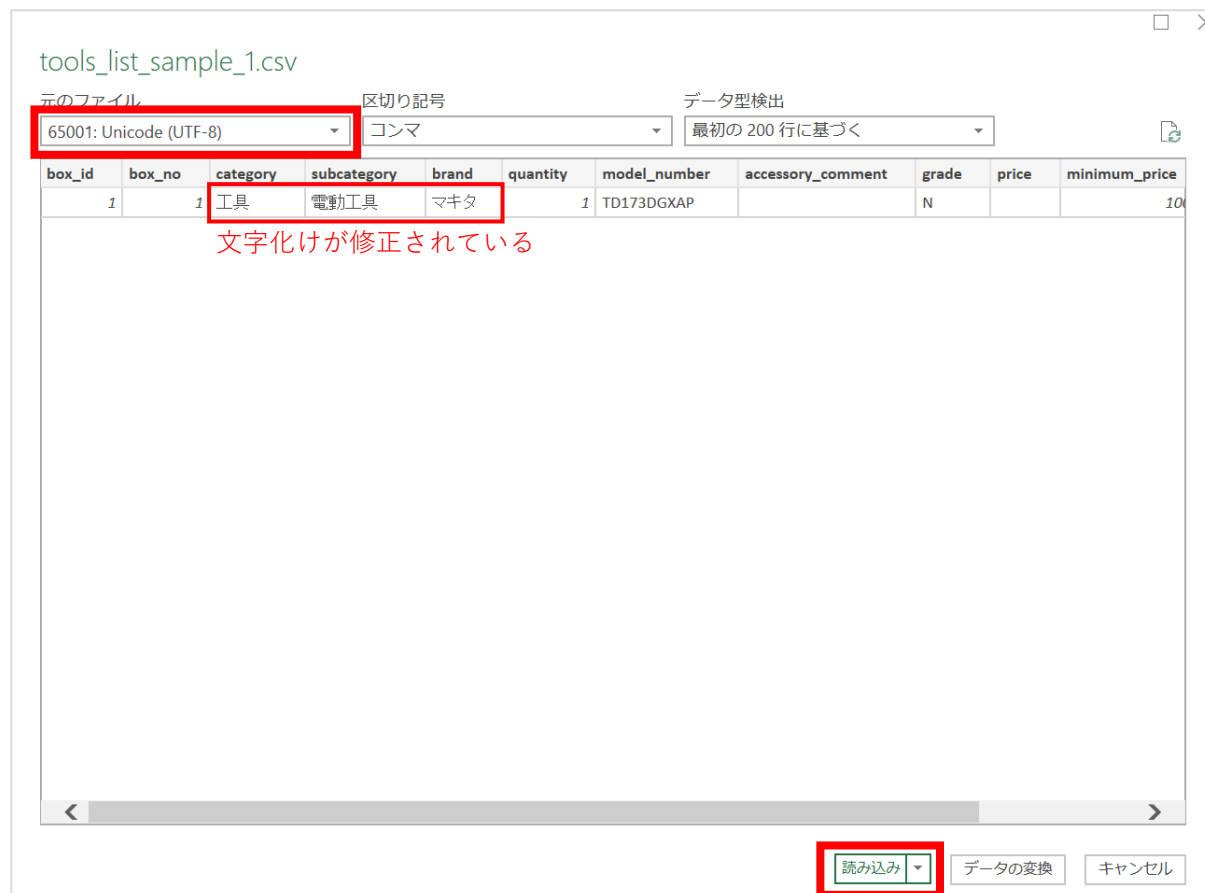 tools_list_sample_1.csv
元のファイル 区切り記号 データ型検出
65001: Unicode (UTF-8) コンマ 最初の 200 行に基づく
box_id box_no category subcategory brand quantity model_number accessory_comment grade price minimum_price
1 1 工具 電動工具 マキタ 1 TD173DGXAP N
文字化けが修正されている
読み込み データの変換 キャンセル